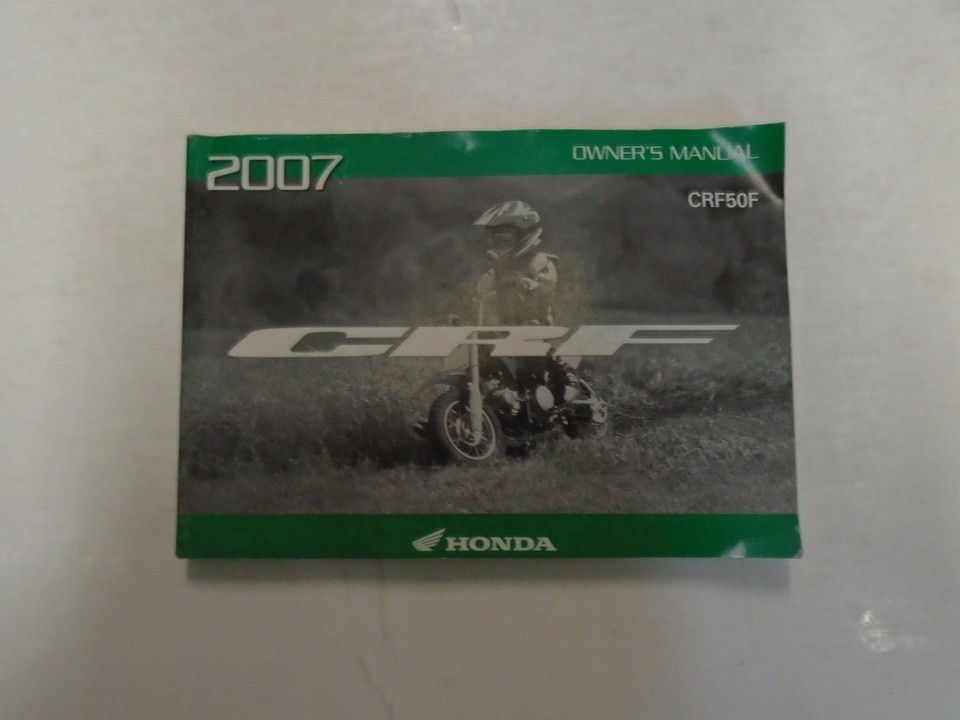 2007
OWNER'S MANUAL
CRF50F
CRF
HONDA